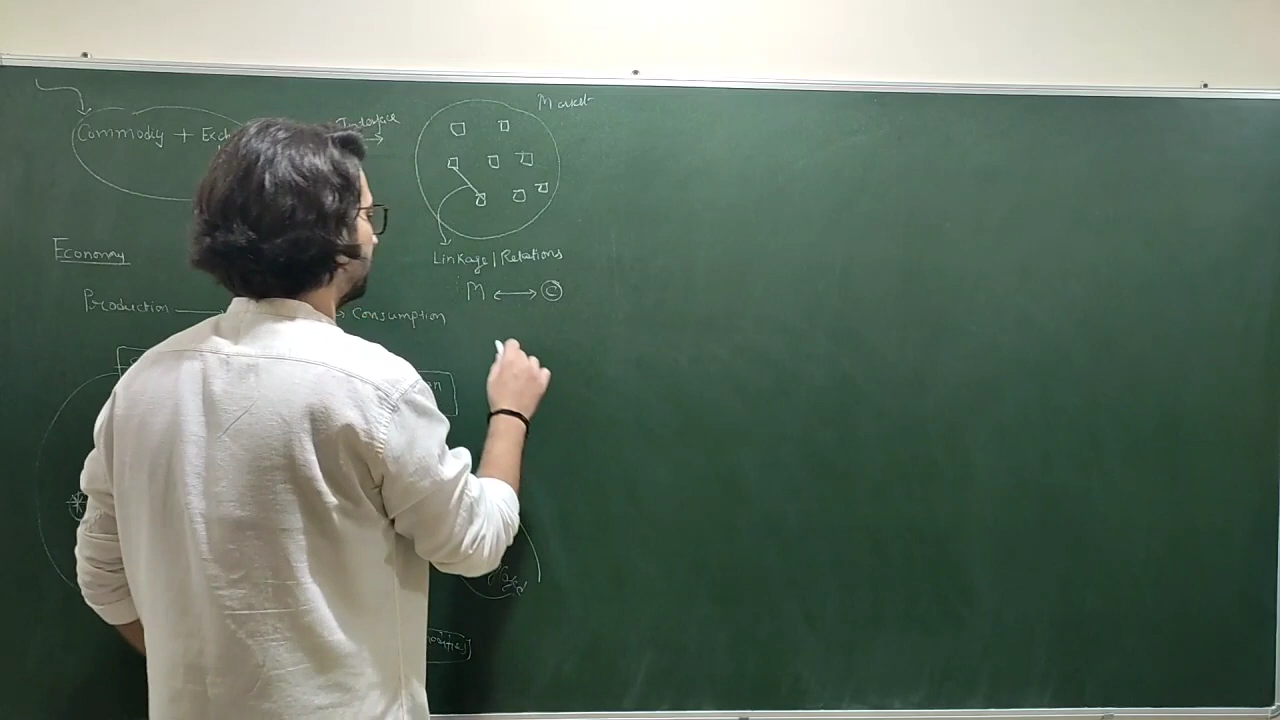 Commodity + Exch
Interface
Market
Economy
Linkage | Relations
M ⟷ C
Production ⟶
→ Consumption